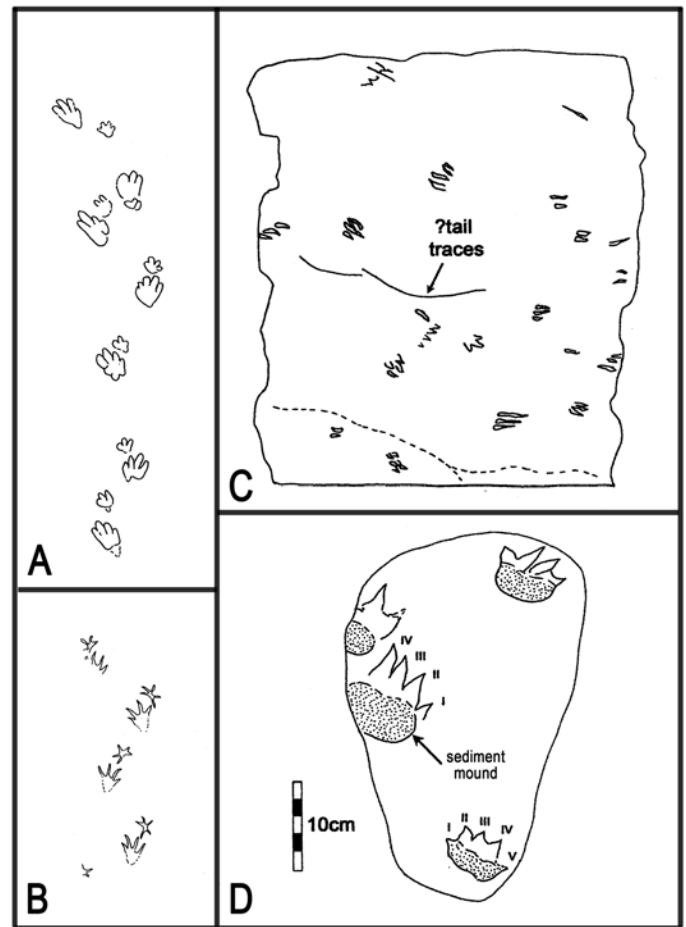 A
B
C
?tail
traces
D
IV
III
II
I
sediment
mound
10cm
I
II
III
IV
V